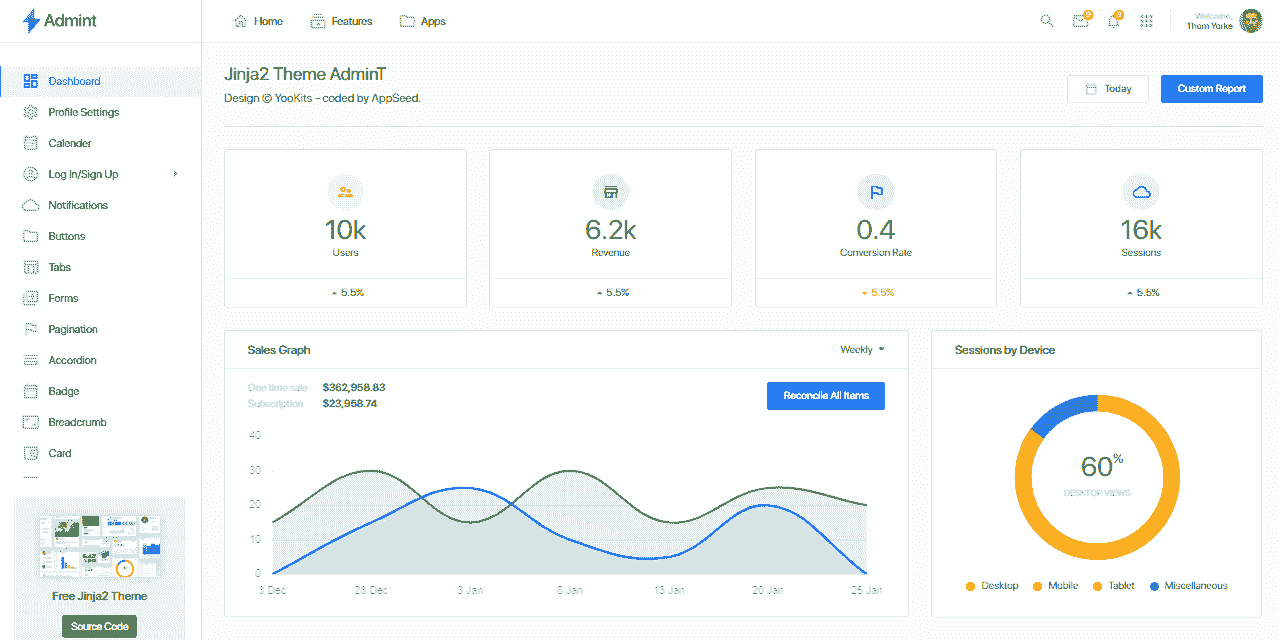 Admint
Home
Features
Apps
9
3
Welcome,
Thom Yorke
Dashboard
Profile Settings
Calender
Log In/Sign Up
Notifications
Buttons
Tabs
Forms
Pagination
Accordion
Badge
Breadcrumb
Card
Free Jinja2 Theme
Source Code
Jinja2 Theme AdminT
Design © YooKits - coded by AppSeed.
Today
Custom Report
10k
Users
5.5%
6.2k
Revenue
5.5%
0.4
Conversion Rate
5.5%
16k
Sessions
5.5%
Sales Graph
Weekly
One time sale $362,958.83
Subscription $23,958.74
Reconcile All Items
40
30
20
10
0
3 Dec 28 Dec 3 Jan 8 Jan 13 Jan 20 Jan 25 Jan
Sessions by Device
60%
DESKTOP VIEWS
Desktop Mobile Tablet Miscellaneous